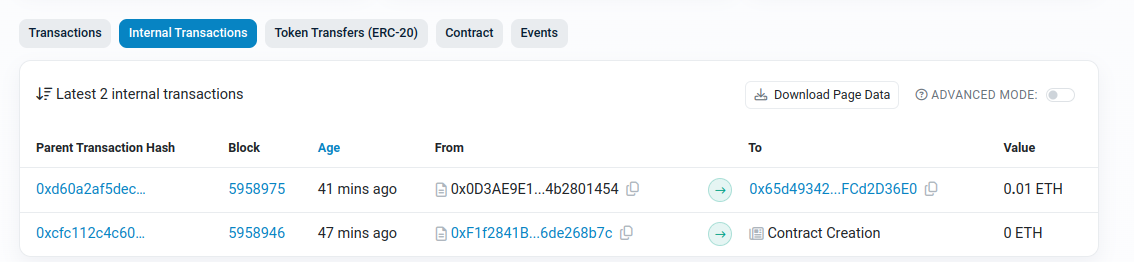 Transactions Internal Transactions Token Transfers (ERC-20) Contract Events
Latest 2 internal transactions Download Page Data ADVANCED MODE:
Parent Transaction Hash Block Age From To Value
0xd60a2af5dec... 5958975 41 mins ago 0x0D3AE9E1...4b2801454 0x65d49342...FCd2D36E0 0.01 ETH
0xcfc112c4c60... 5958946 47 mins ago 0xF1f2841B...6de268b7c Contract Creation 0 ETH